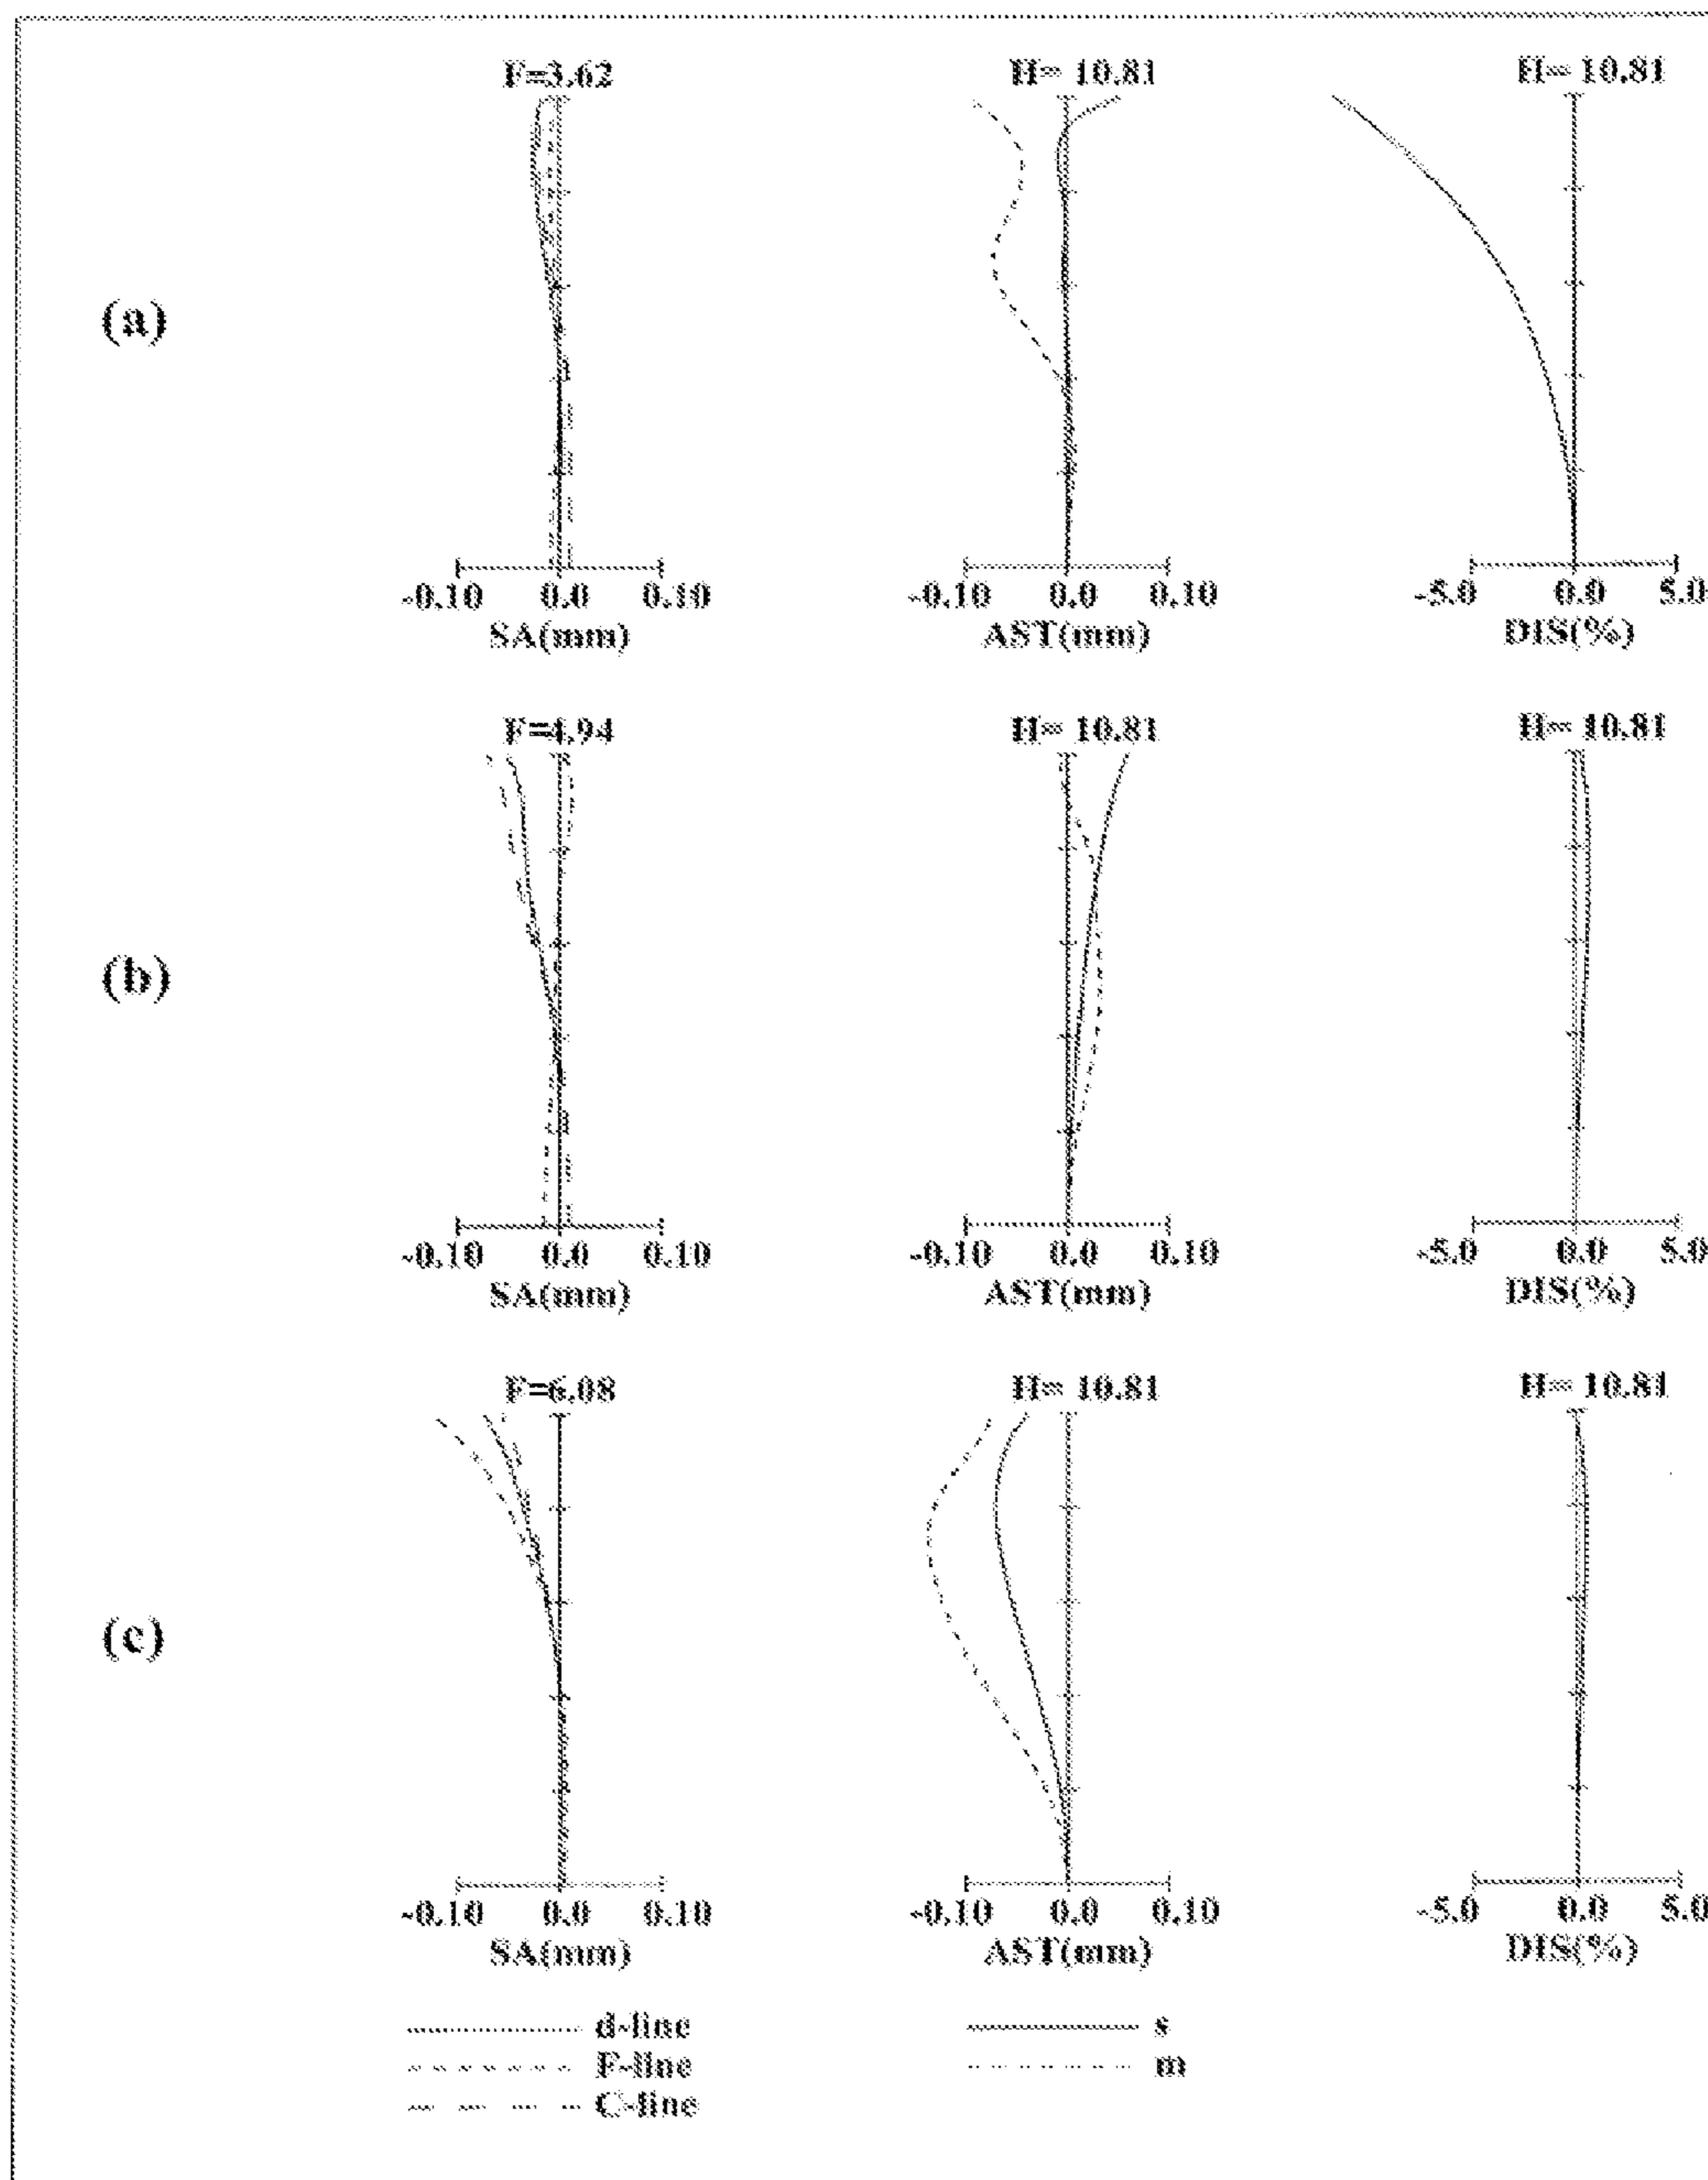 F=3.62
H= 10.81
H= 10.81
(a)
-0.10 0.0 0.10
SA(mm)
-0.10 0.0 0.10
AST(mm)
-5.0 0.0 5.0
DIS(%)
F=4.94
H= 10.81
H= 10.81
(b)
-0.10 0.0 0.10
SA(mm)
-0.10 0.0 0.10
AST(mm)
-5.0 0.0 5.0
DIS(%)
F=6.08
H= 10.81
H= 10.81
(c)
-0.10 0.0 0.10
SA(mm)
-0.10 0.0 0.10
AST(mm)
-5.0 0.0 5.0
DIS(%)
d-line
F-line
C-line
s
m